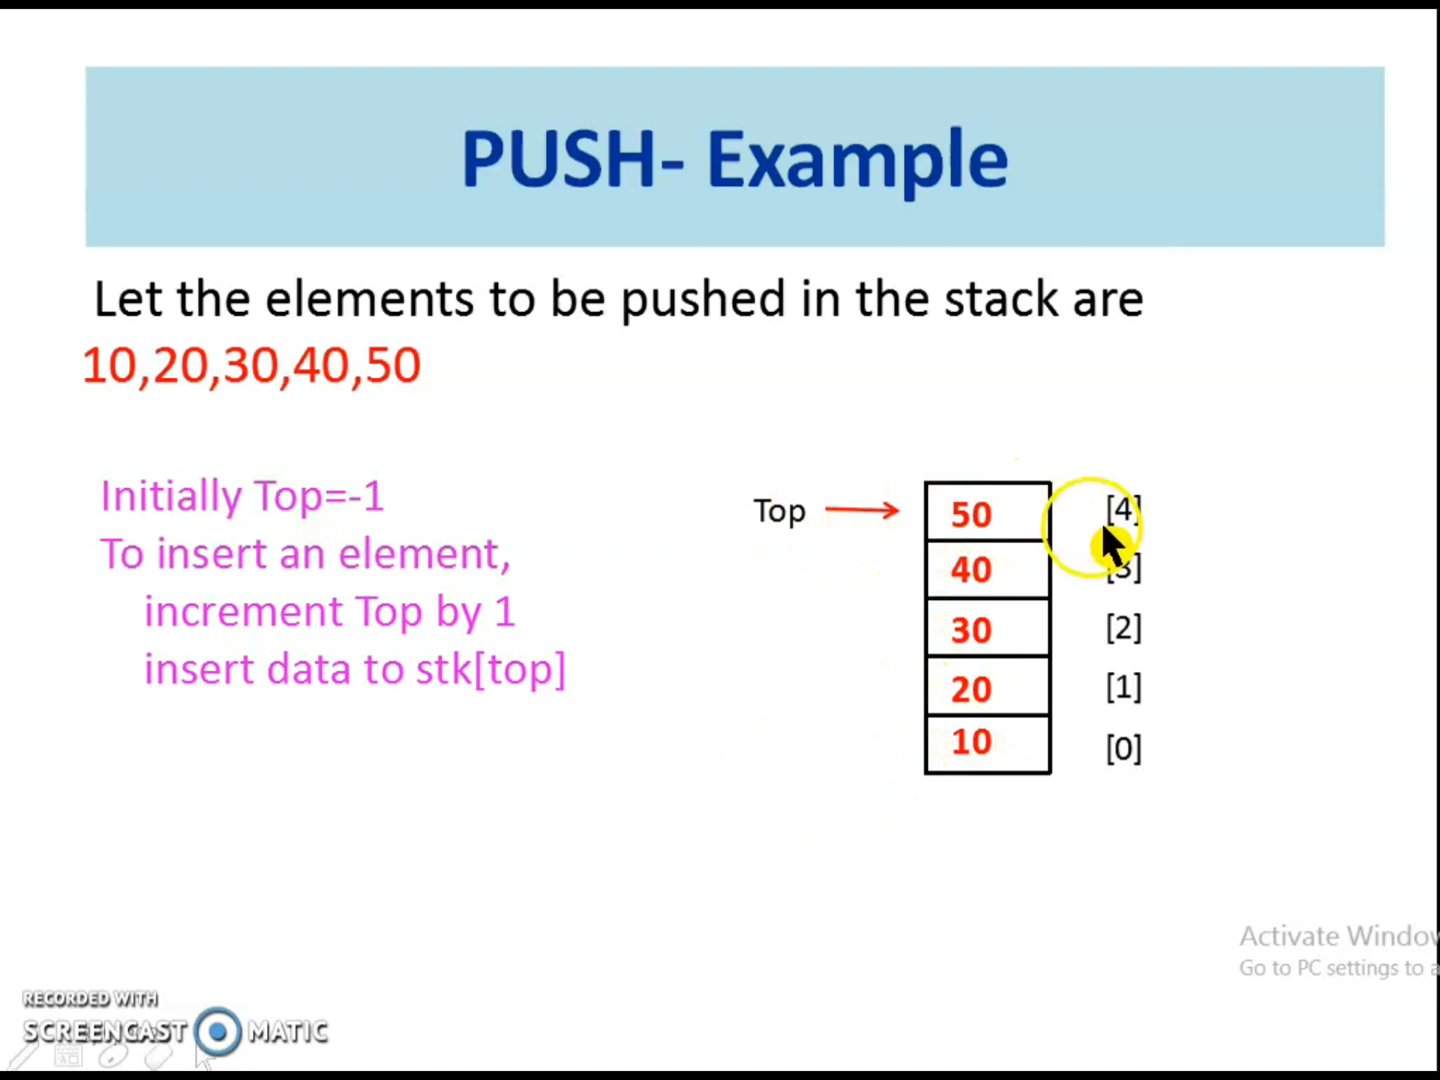 PUSH- Example
Let the elements to be pushed in the stack are
10,20,30,40,50
Initially Top=-1
To insert an element,
increment Top by 1
insert data to stk[top]
Top
50 [4]
40 [3]
30 [2]
20 [1]
10 [0]
Activate Window
Go to PC settings to a
RECORDED WITH
SCREENCAST MATIC